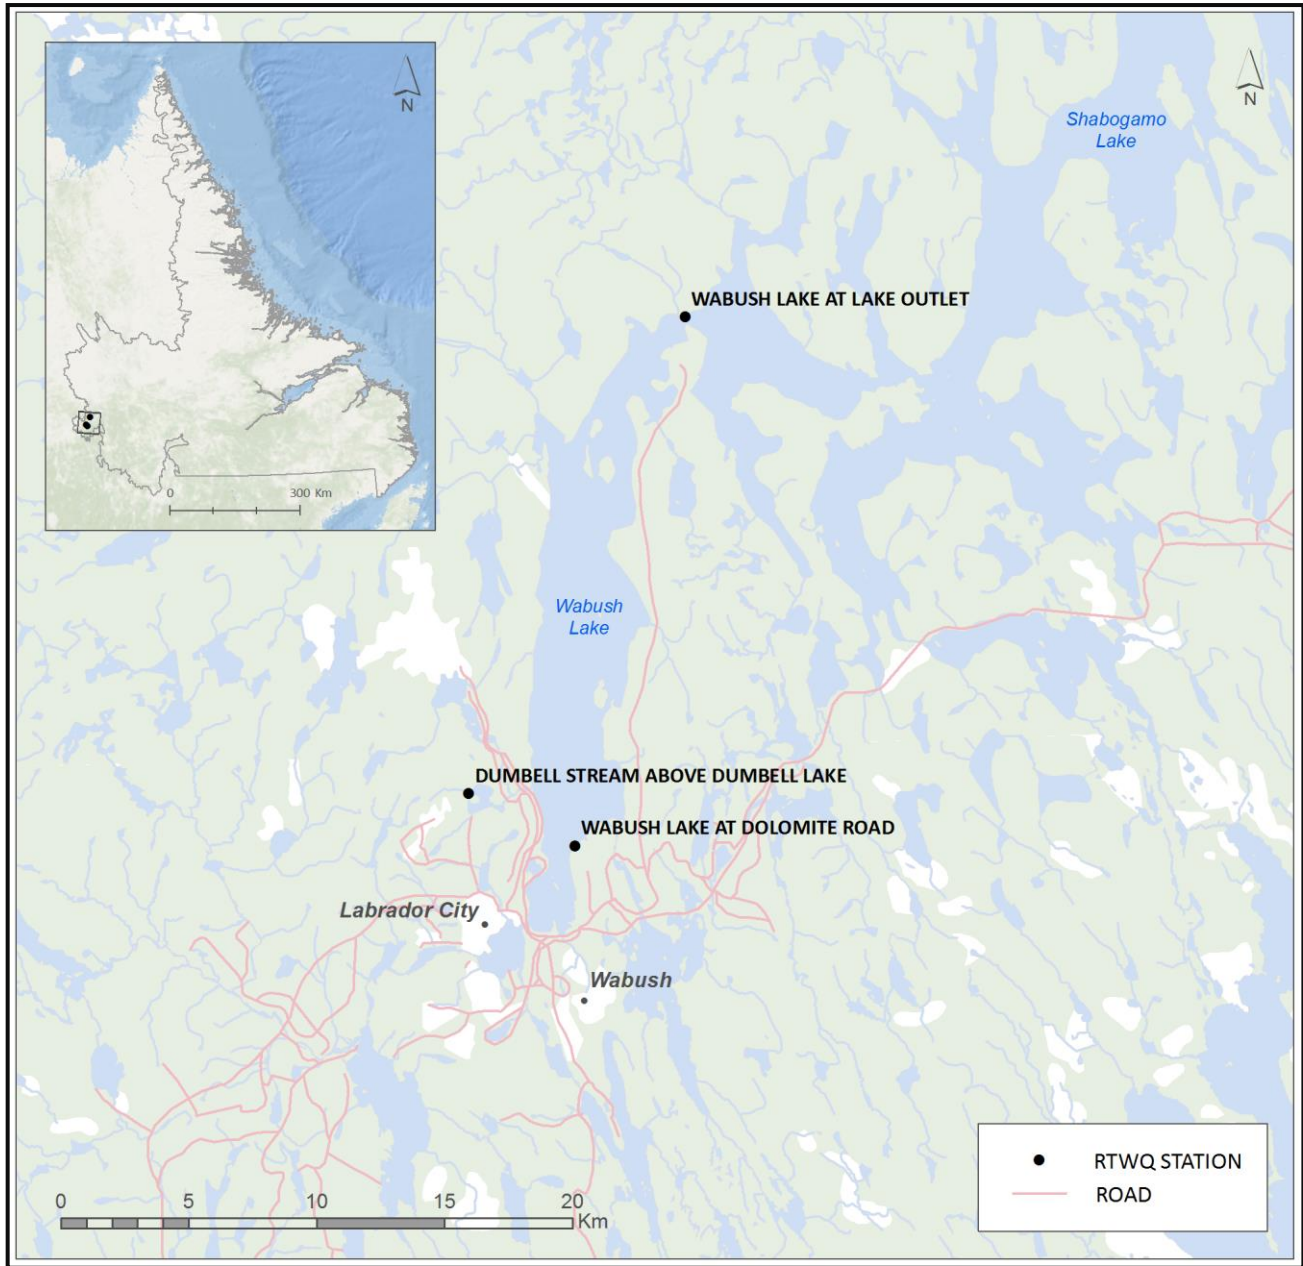 N
N
Shabogamo
Lake
WABUSH LAKE AT LAKE OUTLET
0 300 Km
Wabush
Lake
DUMBELL STREAM ABOVE DUMBELL LAKE
WABUSH LAKE AT DOLOMITE ROAD
Labrador City
Wabush
RTWQ STATION
ROAD
0 5 10 15 20
Km